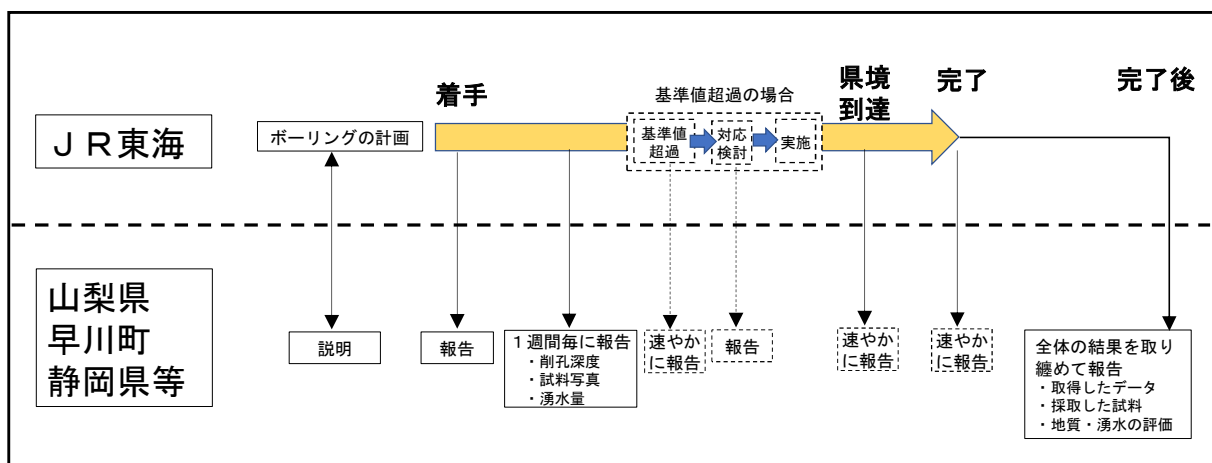 ＪＲ東海
ボーリングの計画
着手
基準値超過の場合
基準値
超過
対応
検討
実施
県境
到達
完了
完了後
山梨県
早川町
静岡県等
説明
報告
１週間毎に報告
・削孔深度
・試料写真
・湧水量
速やか
に報告
報告
速やか
に報告
速やか
に報告
全体の結果を取り
纏めて報告
・取得したデータ
・採取した試料
・地質・湧水の評価